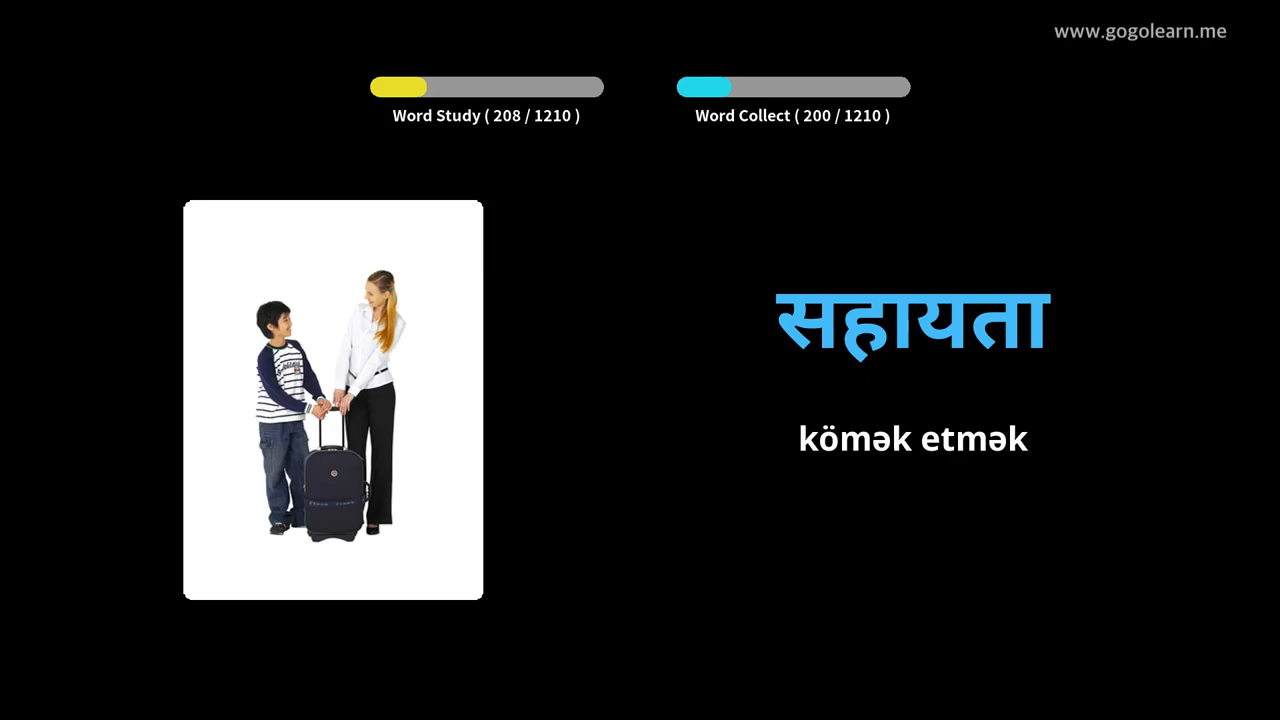 www.gogolearn.me
Word Study ( 208 / 1210 )
Word Collect ( 200 / 1210 )
सहायता
kömək etmək